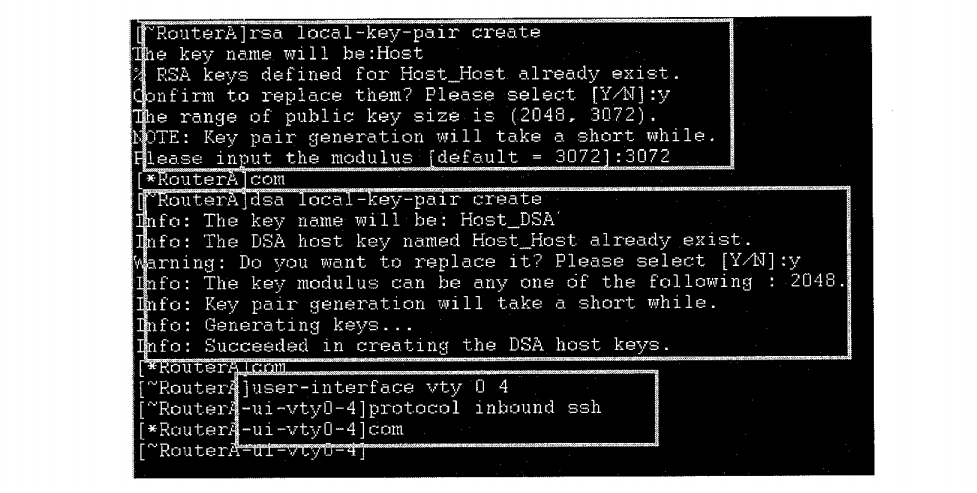 [~RouterA]rsa local-key-pair create
The key name will be:Host
% RSA keys defined for Host_Host already exist.
Confirm to replace them? Please select [Y/N]:y
The range of public key size is (2048, 3072).
NOTE: Key pair generation will take a short while.
Please input the modulus [default = 3072]:3072
[*RouterA]com
[~RouterA]dsa local-key-pair create
Info: The key name will be: Host_DSA
Info: The DSA host key named Host_Host already exist.
Warning: Do you want to replace it? Please select [Y/N]:y
Info: The key modulus can be any one of the following : 2048.
Info: Key pair generation will take a short while.
Info: Generating keys...
Info: Succeeded in creating the DSA host keys.
[*RouterA]com
[~RouterA]user-interface vty 0 4
[~RouterA-ui-vty0-4]protocol inbound ssh
[*RouterA-ui-vty0-4]com
[~RouterA-ui-vty0-4]